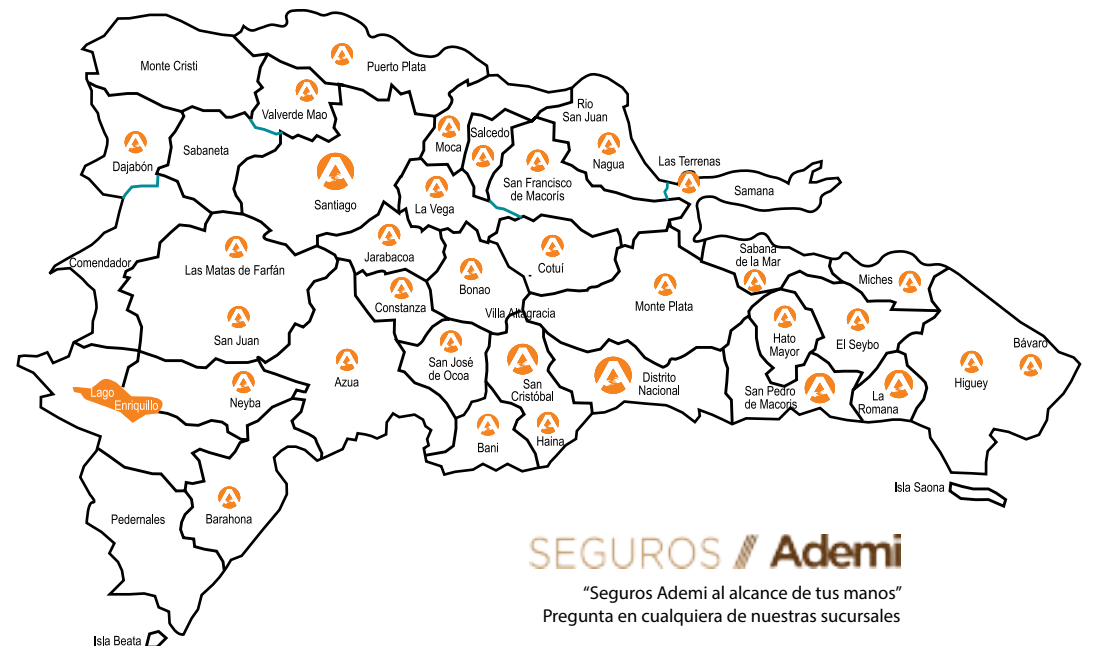 Monte Cristi
Puerto Plata
Valverde Mao
Dajabón
Sabaneta
Santiago
Moca
Salcedo
La Vega
San Francisco
de Macorís
Rio
San Juan
Nagua
Las Terrenas
Samana
Comendador
Las Matas de Farfán
San Juan
Jarabacoa
Constanza
Bonao
Cotuí
Villa Altagracia
Monte Plata
Sabana
de la Mar
Miches
Hato
Mayor
El Seybo
Bávaro
Higuey
Lago
Enriquillo
Neyba
Azua
San José
de Ocoa
San
Cristóbal
Distrito
Nacional
San Pedro
de Macoris
La
Romana
Bani
Haina
Pedernales
Barahona
Isla Saona
Isla Beata
SEGUROS // Ademi
“Seguros Ademi al alcance de tus manos”
Pregunta en cualquiera de nuestras sucursales